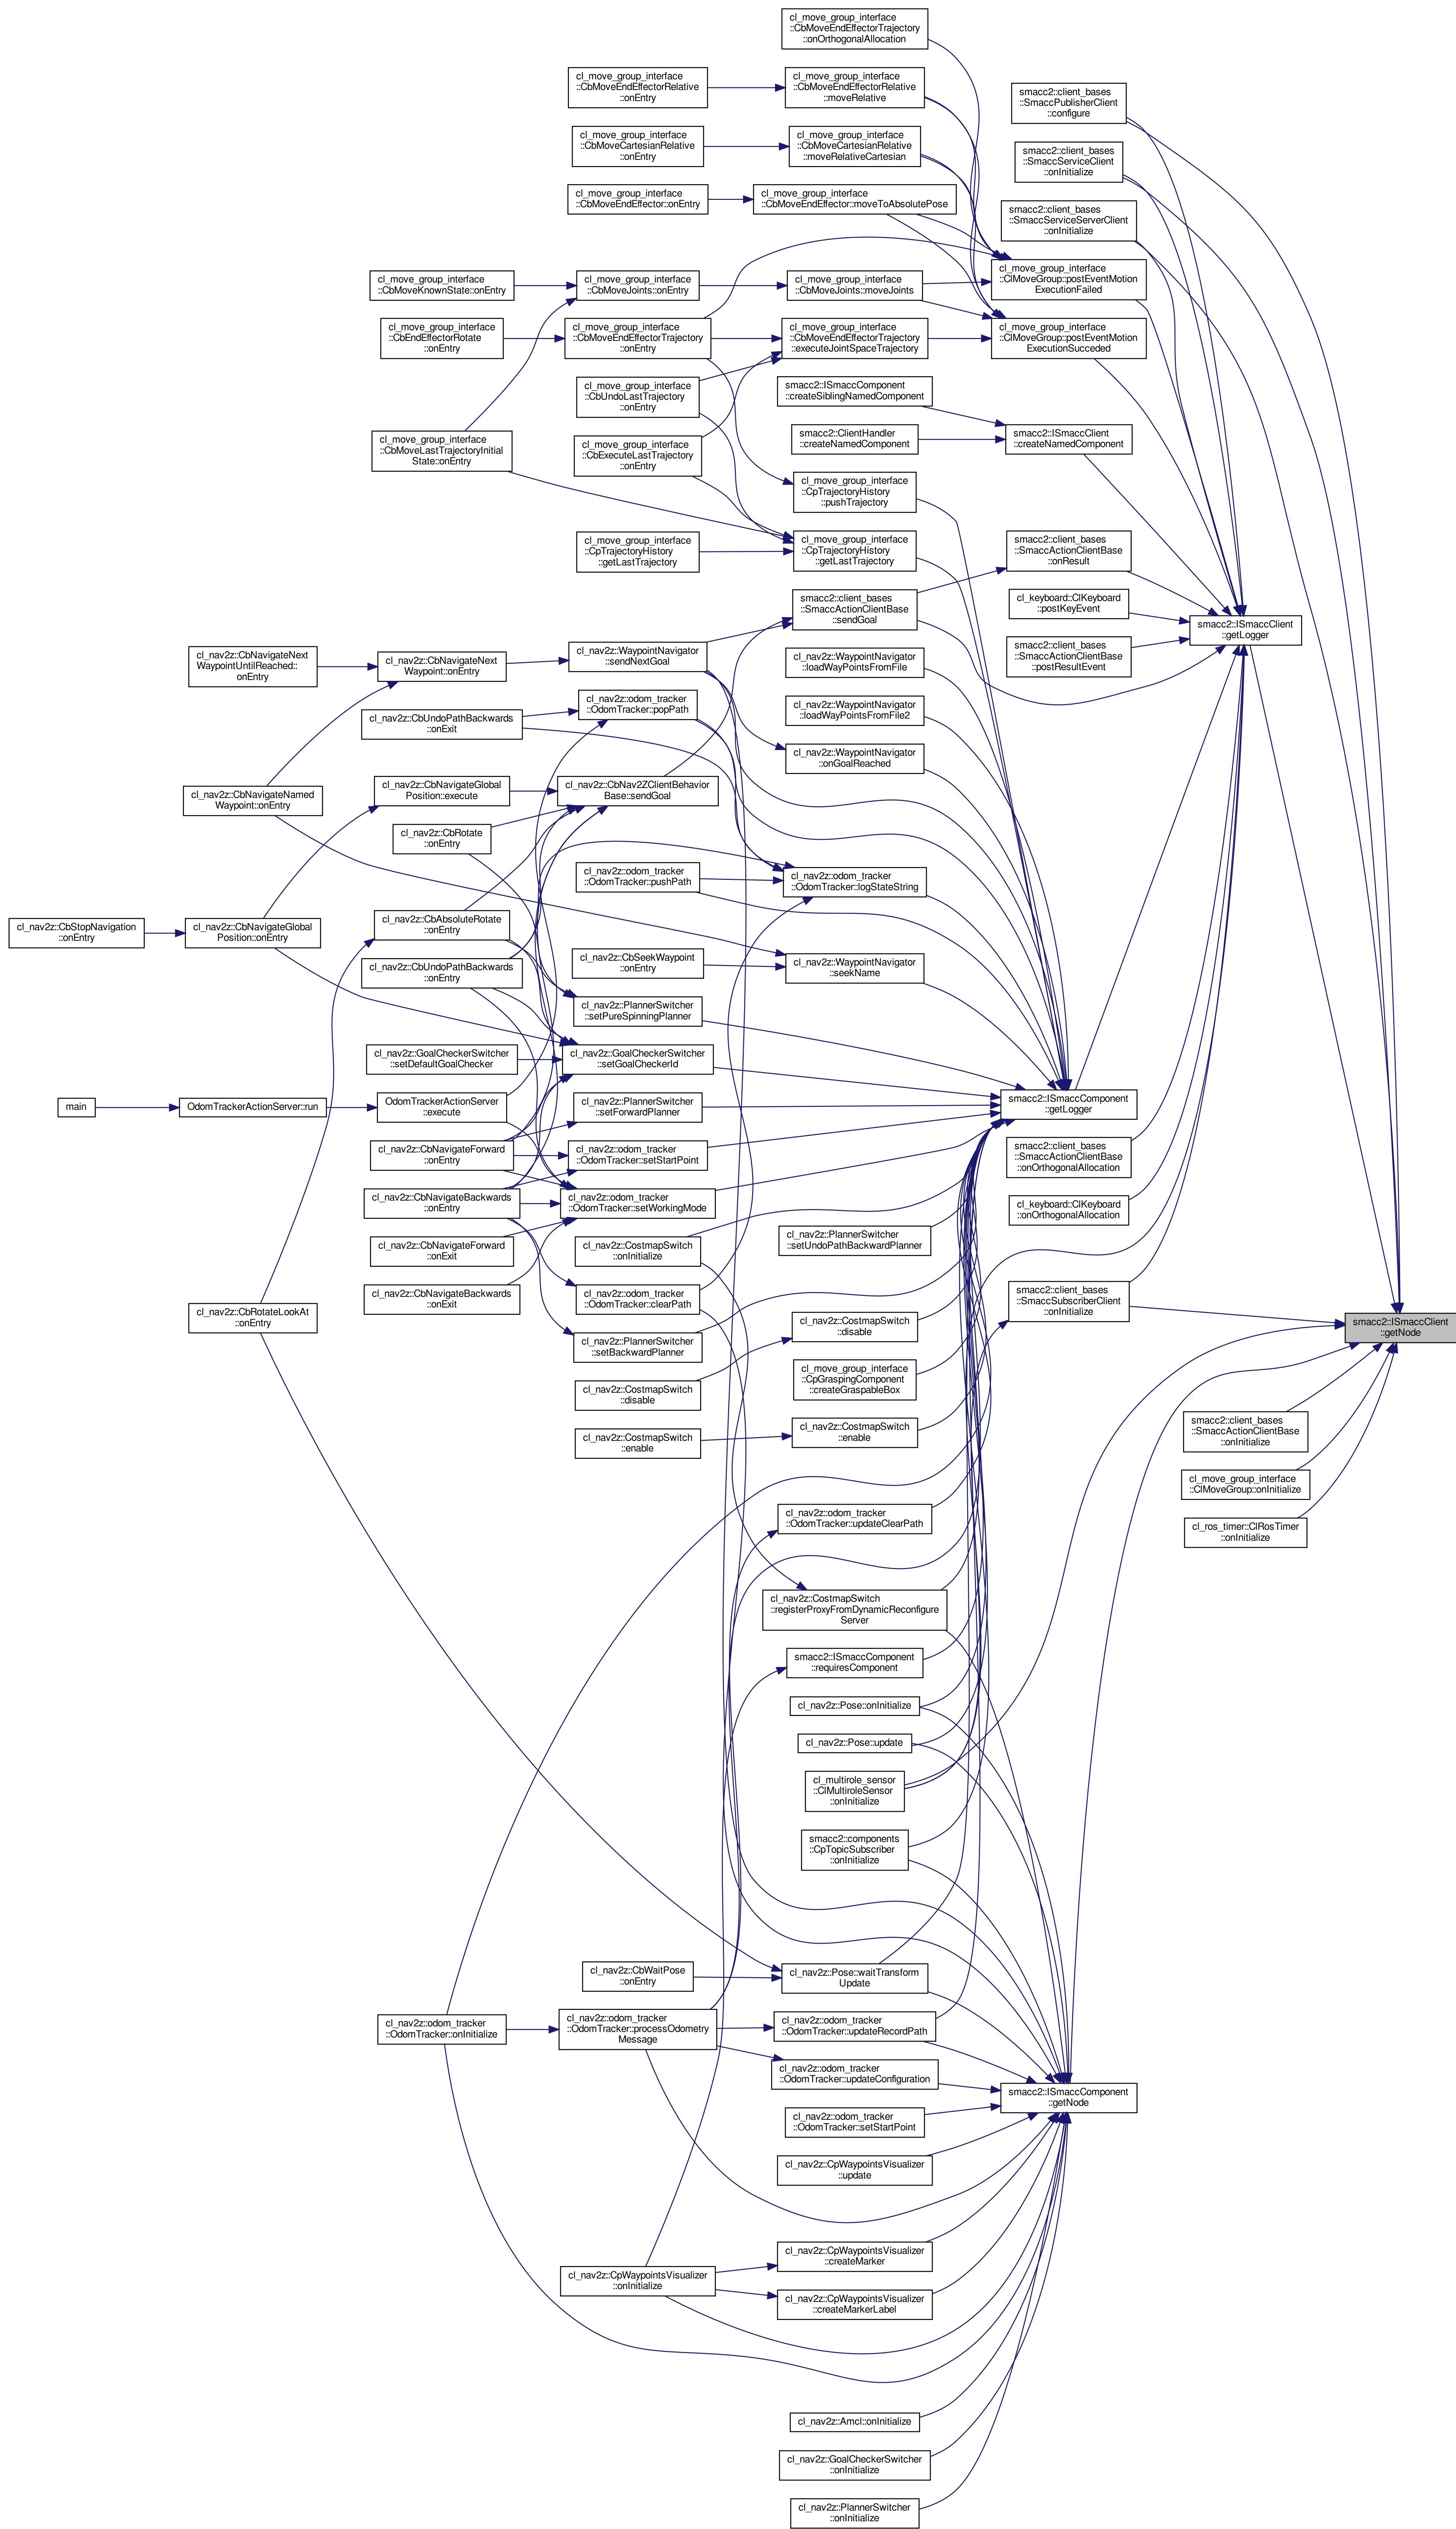 cl_move_group_interface
::CbMoveEndEffectorTrajectory
::onOrthogonalAllocation
cl_move_group_interface
::CbMoveEndEffectorRelative
::onEntry
cl_move_group_interface
::CbMoveEndEffectorRelative
::moveRelative
smacc2::client_bases
::SmaccPublisherClient
::configure
cl_move_group_interface
::CbMoveCartesianRelative
::onEntry
cl_move_group_interface
::CbMoveCartesianRelative
::moveRelativeCartesian
smacc2::client_bases
::SmaccServiceClient
::onInitialize
cl_move_group_interface
::CbMoveEndEffector::onEntry
cl_move_group_interface
::CbMoveEndEffector::moveToAbsolutePose
smacc2::client_bases
::SmaccServiceServerClient
::onInitialize
cl_move_group_interface
::CbMoveKnownState::onEntry
cl_move_group_interface
::CbMoveJoints::onEntry
cl_move_group_interface
::CbMoveJoints::moveJoints
cl_move_group_interface
::ClMoveGroup::postEventMotion
ExecutionFailed
cl_move_group_interface
::CbEndEffectorRotate
::onEntry
cl_move_group_interface
::CbMoveEndEffectorTrajectory
::onEntry
cl_move_group_interface
::CbMoveEndEffectorTrajectory
::executeJointSpaceTrajectory
cl_move_group_interface
::ClMoveGroup::postEventMotion
ExecutionSucceded
cl_move_group_interface
::CbUndoLastTrajectory
::onEntry
smacc2::ISmaccComponent
::createSiblingNamedComponent
cl_move_group_interface
::CbMoveLastTrajectoryInitial
State::onEntry
cl_move_group_interface
::CbExecuteLastTrajectory
::onEntry
smacc2::ClientHandler
::createNamedComponent
smacc2::ISmaccClient
::createNamedComponent
cl_move_group_interface
::CpTrajectoryHistory
::pushTrajectory
cl_move_group_interface
::CpTrajectoryHistory
::getLastTrajectory
cl_move_group_interface
::CpTrajectoryHistory
::getLastTrajectory
smacc2::client_bases
::SmaccActionClientBase
::onResult
smacc2::client_bases
::SmaccActionClientBase
::sendGoal
cl_keyboard::ClKeyboard
::postKeyEvent
smacc2::ISmaccClient
::getLogger
cl_nav2z::CbNavigateNext
WaypointUntilReached::
onEntry
cl_nav2z::CbNavigateNext
Waypoint::onEntry
cl_nav2z::WaypointNavigator
::sendNextGoal
cl_nav2z::WaypointNavigator
::loadWayPointsFromFile
smacc2::client_bases
::SmaccActionClientBase
::postResultEvent
cl_nav2z::CbUndoPathBackwards
::onExit
cl_nav2z::odom_tracker
::OdomTracker::popPath
cl_nav2z::WaypointNavigator
::loadWayPointsFromFile2
cl_nav2z::WaypointNavigator
::onGoalReached
cl_nav2z::CbNavigateNamed
Waypoint::onEntry
cl_nav2z::CbNavigateGlobal
Position::execute
cl_nav2z::CbNav2ZClientBehavior
Base::sendGoal
cl_nav2z::CbRotate
::onEntry
cl_nav2z::odom_tracker
::OdomTracker::pushPath
cl_nav2z::odom_tracker
::OdomTracker::logStateString
cl_nav2z::CbStopNavigation
::onEntry
cl_nav2z::CbNavigateGlobal
Position::onEntry
cl_nav2z::CbAbsoluteRotate
::onEntry
cl_nav2z::CbUndoPathBackwards
::onEntry
cl_nav2z::CbSeekWaypoint
::onEntry
cl_nav2z::WaypointNavigator
::seekName
cl_nav2z::PlannerSwitcher
::setPureSpinningPlanner
cl_nav2z::GoalCheckerSwitcher
::setDefaultGoalChecker
cl_nav2z::GoalCheckerSwitcher
::setGoalCheckerId
main
OdomTrackerActionServer::run
OdomTrackerActionServer
::execute
cl_nav2z::PlannerSwitcher
::setForwardPlanner
smacc2::ISmaccComponent
::getLogger
cl_nav2z::CbNavigateForward
::onEntry
cl_nav2z::odom_tracker
::OdomTracker::setStartPoint
smacc2::client_bases
::SmaccActionClientBase
::onOrthogonalAllocation
cl_nav2z::CbNavigateBackwards
::onEntry
cl_nav2z::odom_tracker
::OdomTracker::setWorkingMode
cl_keyboard::ClKeyboard
::onOrthogonalAllocation
cl_nav2z::CbNavigateForward
::onExit
cl_nav2z::CostmapSwitch
::onInitialize
cl_nav2z::PlannerSwitcher
::setUndoPathBackwardPlanner
cl_nav2z::CbNavigateBackwards
::onExit
cl_nav2z::odom_tracker
::OdomTracker::clearPath
smacc2::client_bases
::SmaccSubscriberClient
::onInitialize
cl_nav2z::CbRotateLookAt
::onEntry
cl_nav2z::PlannerSwitcher
::setBackwardPlanner
cl_nav2z::CostmapSwitch
::disable
smacc2::ISmaccClient
::getNode
cl_nav2z::CostmapSwitch
::disable
cl_move_group_interface
::CpGraspingComponent
::createGraspableBox
cl_nav2z::CostmapSwitch
::enable
cl_nav2z::CostmapSwitch
::enable
smacc2::client_bases
::SmaccActionClientBase
::onInitialize
cl_move_group_interface
::ClMoveGroup::onInitialize
cl_nav2z::odom_tracker
::OdomTracker::updateClearPath
cl_ros_timer::ClRosTimer
::onInitialize
cl_nav2z::CostmapSwitch
::registerProxyFromDynamicReconfigure
Server
smacc2::ISmaccComponent
::requiresComponent
cl_nav2z::Pose::onInitialize
cl_nav2z::Pose::update
cl_multirole_sensor
::ClMultiroleSensor
::onInitialize
smacc2::components
::CpTopicSubscriber
::onInitialize
cl_nav2z::CbWaitPose
::onEntry
cl_nav2z::Pose::waitTransform
Update
cl_nav2z::odom_tracker
::OdomTracker::onInitialize
cl_nav2z::odom_tracker
::OdomTracker::processOdometry
Message
cl_nav2z::odom_tracker
::OdomTracker::updateRecordPath
cl_nav2z::odom_tracker
::OdomTracker::updateConfiguration
smacc2::ISmaccComponent
::getNode
cl_nav2z::odom_tracker
::OdomTracker::setStartPoint
cl_nav2z::CpWaypointsVisualizer
::update
cl_nav2z::CpWaypointsVisualizer
::createMarker
cl_nav2z::CpWaypointsVisualizer
::onInitialize
cl_nav2z::CpWaypointsVisualizer
::createMarkerLabel
cl_nav2z::Amcl::onInitialize
cl_nav2z::GoalCheckerSwitcher
::onInitialize
cl_nav2z::PlannerSwitcher
::onInitialize